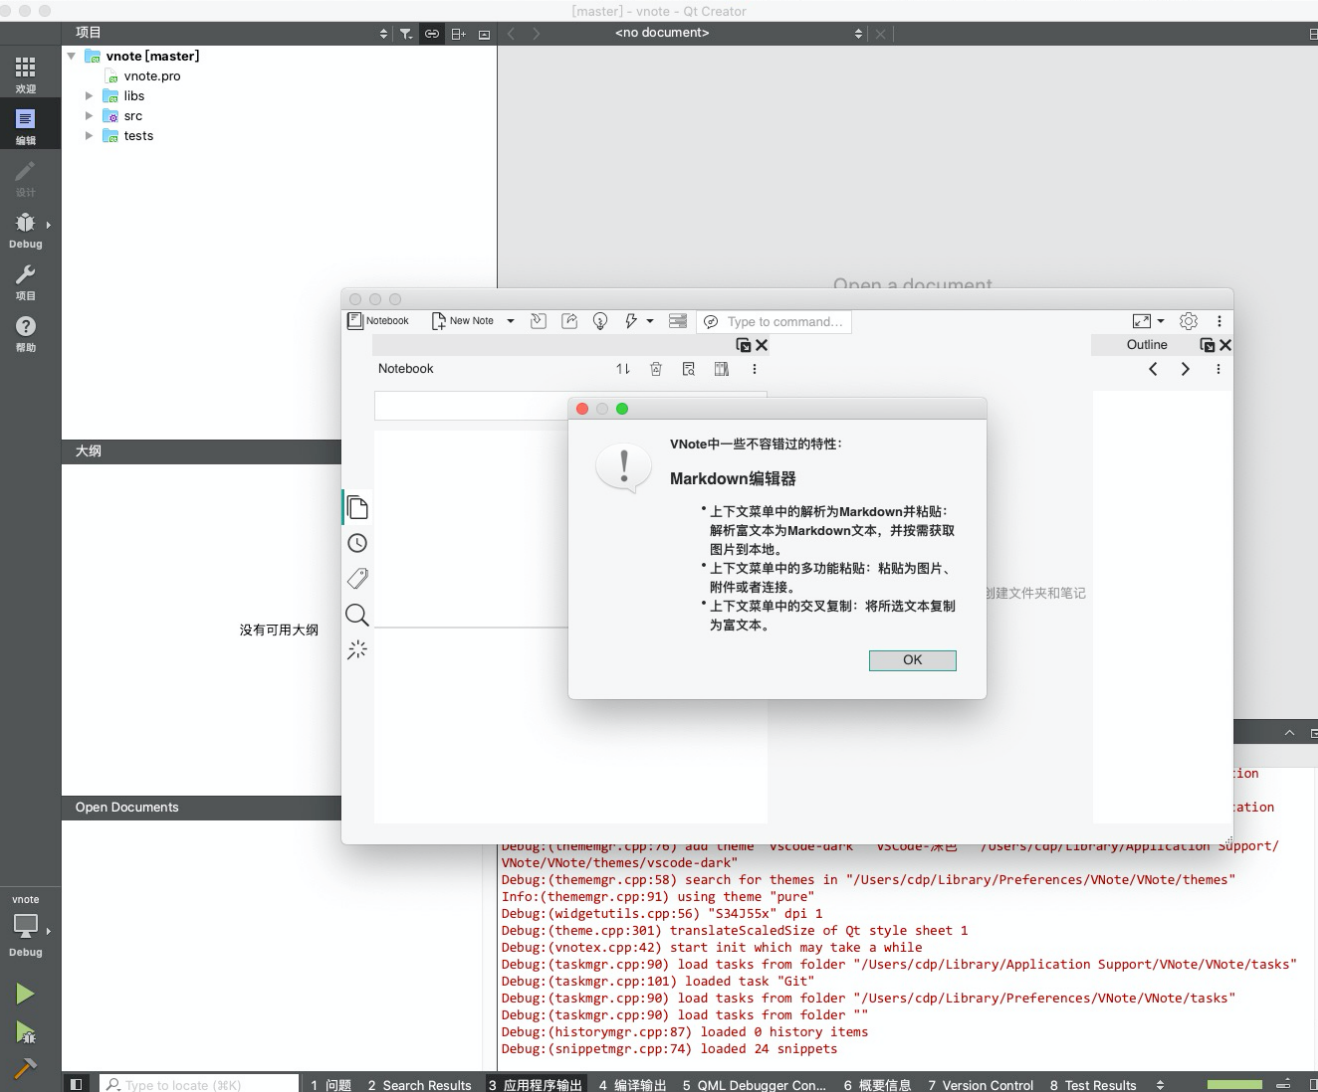 [master] - vnote - Qt Creator
项目
<no document>
欢迎
编辑
设计
Debug
项目
帮助
vnote [master]
vnote.pro
libs
src
tests
Open a document
大纲
没有可用大纲
Open Documents
Notebook
New Note
Type to command...
Outline
Notebook
创建文件夹和笔记
VNote中一些不容错过的特性：
Markdown编辑器
• 上下文菜单中的解析为Markdown并粘贴：
解析富文本为Markdown文本，并按需获取
图片到本地。
• 上下文菜单中的多功能粘贴：粘贴为图片、
附件或者连接。
• 上下文菜单中的交叉复制：将所选文本复制
为富文本。
OK
tion
ation
Debug:(thememgr.cpp:76) add theme "vscode-dark" "VSCode-深色" "/Users/cdp/Library/Application Support/
VNote/VNote/themes/vscode-dark"
Debug:(thememgr.cpp:58) search for themes in "/Users/cdp/Library/Preferences/VNote/VNote/themes"
Info:(thememgr.cpp:91) using theme "pure"
Debug:(widgetutils.cpp:56) "S34J55x" dpi 1
Debug:(theme.cpp:301) translateScaledSize of Qt style sheet 1
Debug:(vnotex.cpp:42) start init which may take a while
Debug:(taskmgr.cpp:90) load tasks from folder "/Users/cdp/Library/Application Support/VNote/VNote/tasks"
Debug:(taskmgr.cpp:101) loaded task "Git"
Debug:(taskmgr.cpp:90) load tasks from folder "/Users/cdp/Library/Preferences/VNote/VNote/tasks"
Debug:(taskmgr.cpp:90) load tasks from folder ""
Debug:(historymgr.cpp:87) loaded 0 history items
Debug:(snippetmgr.cpp:74) loaded 24 snippets
vnote
Debug
Type to locate (⌘K)
1 问题 2 Search Results 3 应用程序输出 4 编译输出 5 QML Debugger Con... 6 概要信息 7 Version Control 8 Test Results